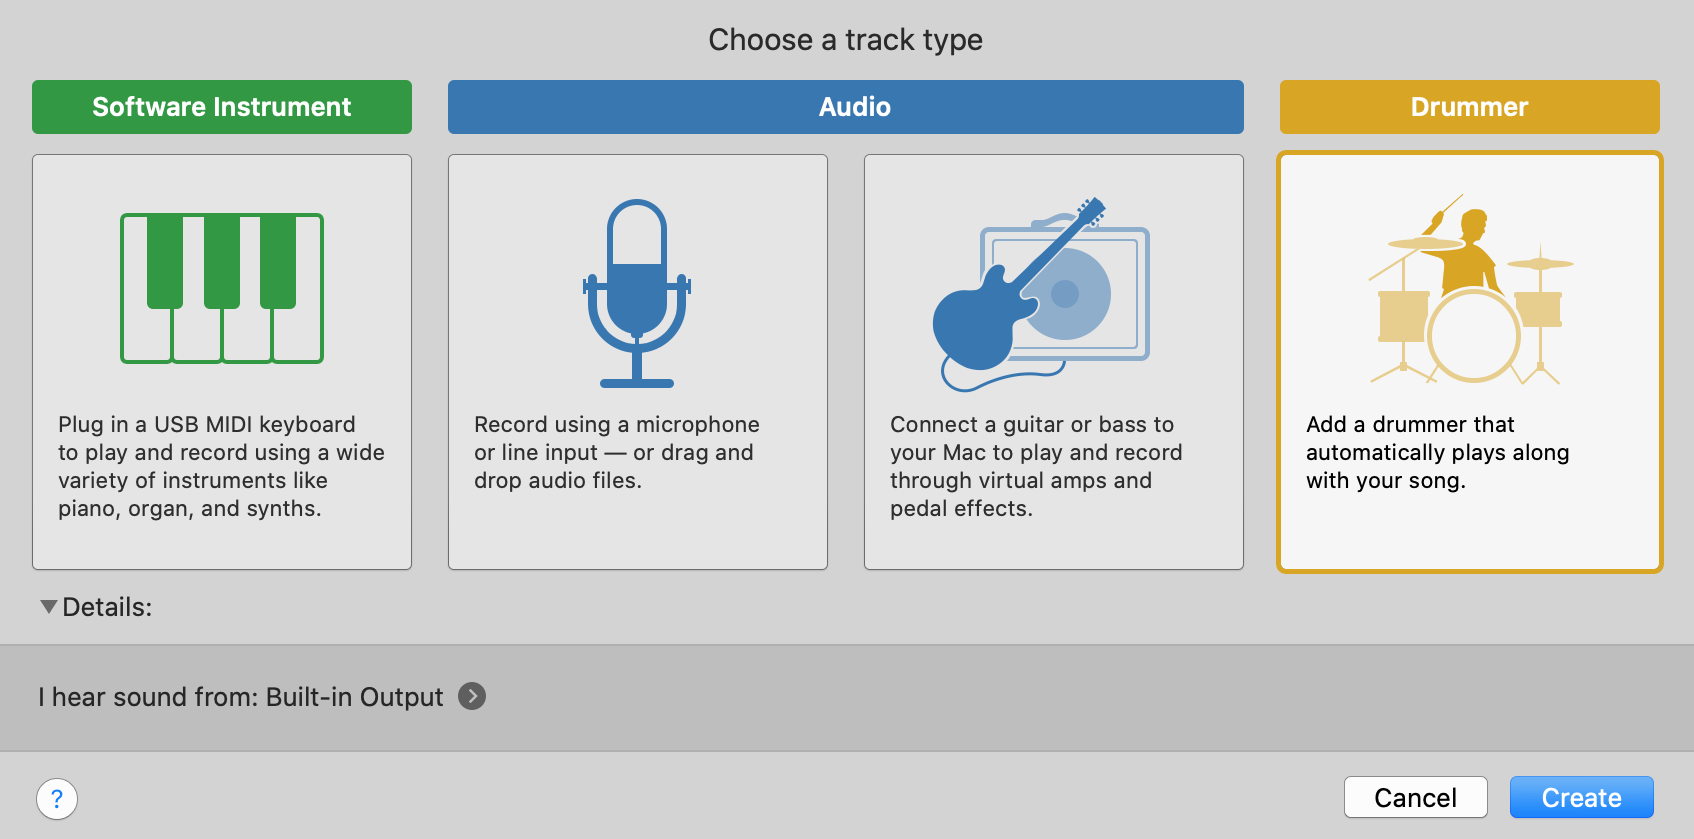 Choose a track type
Software Instrument
Audio
Drummer
Plug in a USB MIDI keyboard
to play and record using a wide
variety of instruments like
piano, organ, and synths.
Record using a microphone
or line input — or drag and
drop audio files.
Connect a guitar or bass to
your Mac to play and record
through virtual amps and
pedal effects.
Add a drummer that
automatically plays along
with your song.
Details:
I hear sound from: Built-in Output
?
Cancel
Create